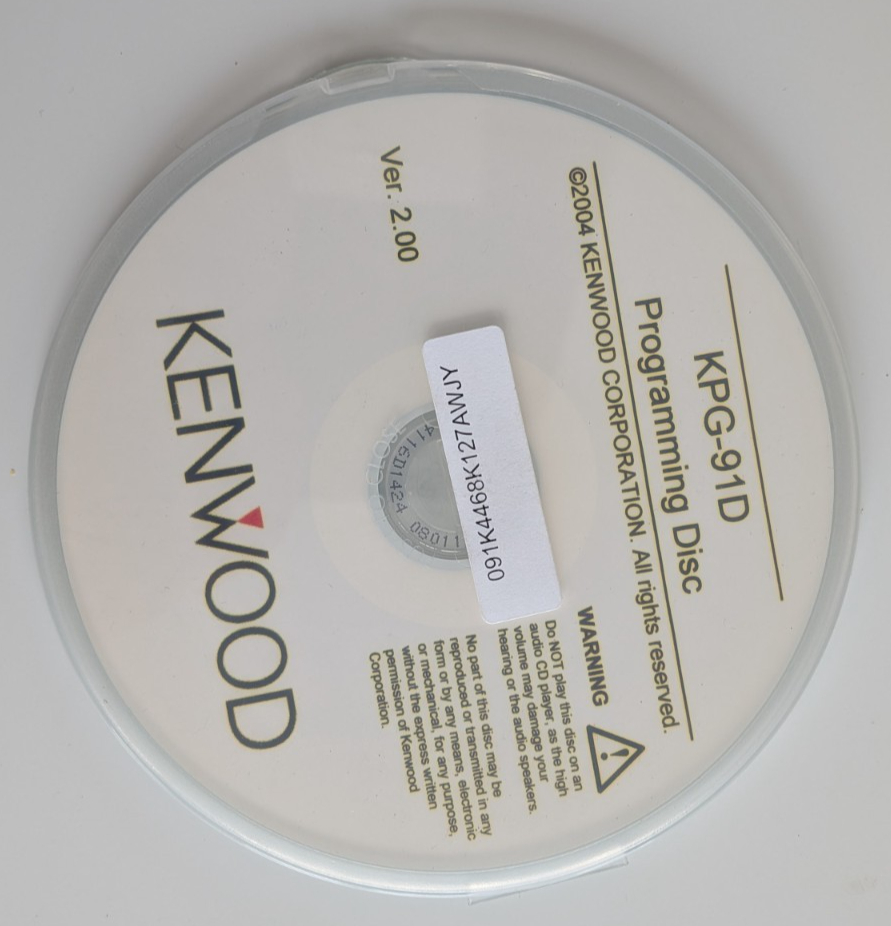 KPG-91D
Programming Disc
©2004 KENWOOD CORPORATION. All rights reserved.
WARNING
Do NOT play this disc on an
audio CD player, as the high
volume may damage your
hearing or the audio speakers.
No part of this disc may be
reproduced or transmitted in any
form or by any means, electronic
or mechanical, for any purpose,
without the express written
permission of Kenwood
Corporation.
091K4468K127AWJY
Ver. 2.00
KENWOOD